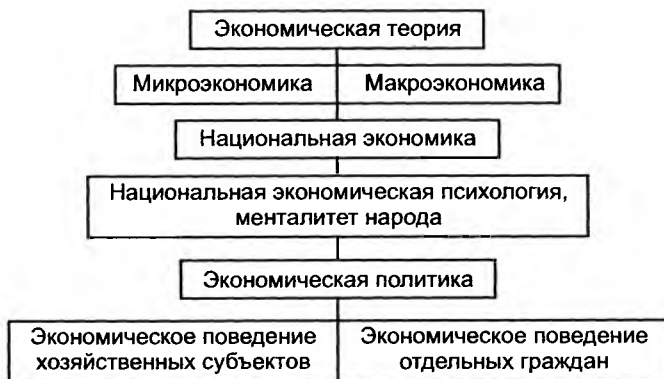 Экономическая теория
Микроэкономика
Макроэкономика
Национальная экономика
Национальная экономическая психология,
менталитет народа
Экономическая политика
Экономическое поведение
хозяйственных субъектов
Экономическое поведение
отдельных граждан